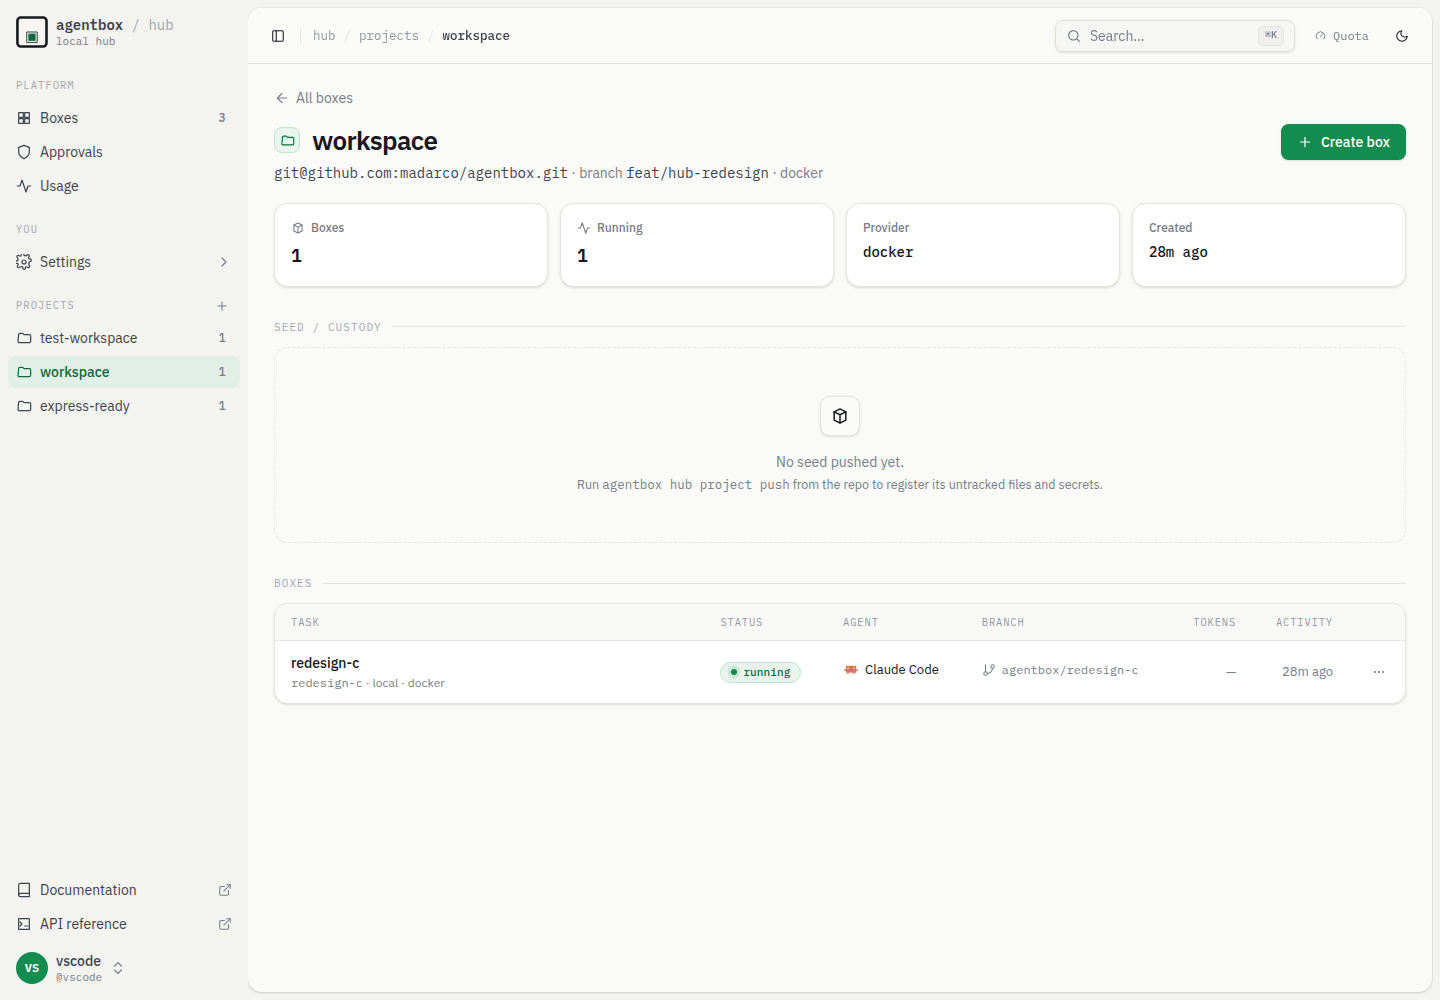 agentbox / hub
local hub
PLATFORM
Boxes 3
Approvals
Usage
YOU
Settings
PROJECTS
test-workspace 1
workspace 1
express-ready 1
Documentation
API reference
VS
vscode
@vscode
hub / projects / workspace
Search... ⌘K
Quota
All boxes
workspace
Create box
git@github.com:madarco/agentbox.git · branch feat/hub-redesign · docker
Boxes
1
Running
1
Provider
docker
Created
28m ago
SEED / CUSTODY
No seed pushed yet.
Run agentbox hub project push from the repo to register its untracked files and secrets.
BOXES
TASK STATUS AGENT BRANCH TOKENS ACTIVITY
redesign-c
redesign-c · local · docker
running
Claude Code
agentbox/redesign-c
—
28m ago